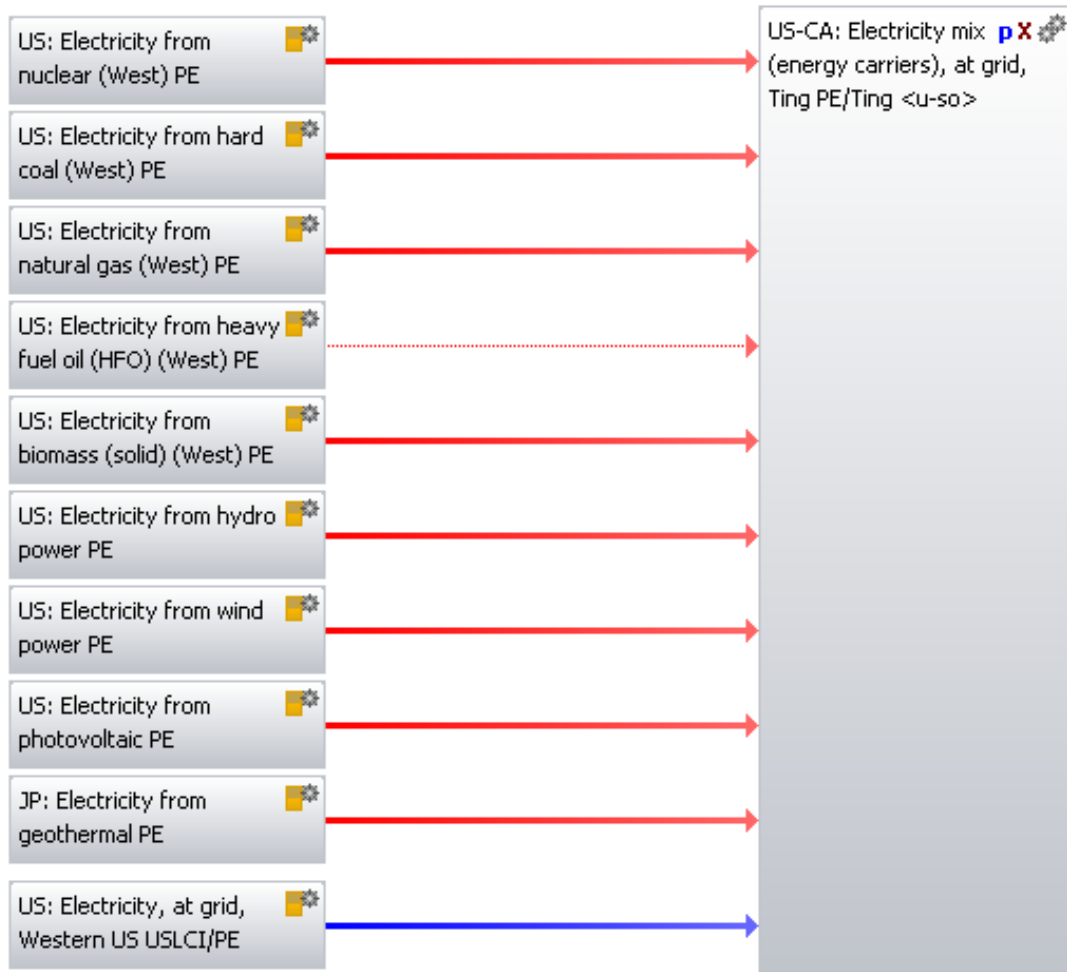 US: Electricity from
nuclear (West) PE
US: Electricity from hard
coal (West) PE
US: Electricity from
natural gas (West) PE
US: Electricity from heavy
fuel oil (HFO) (West) PE
US: Electricity from
biomass (solid) (West) PE
US: Electricity from hydro
power PE
US: Electricity from wind
power PE
US: Electricity from
photovoltaic PE
JP: Electricity from
geothermal PE
US: Electricity, at grid,
Western US USLCI/PE
US-CA: Electricity mix p X
(energy carriers), at grid,
Ting PE/Ting <u-so>